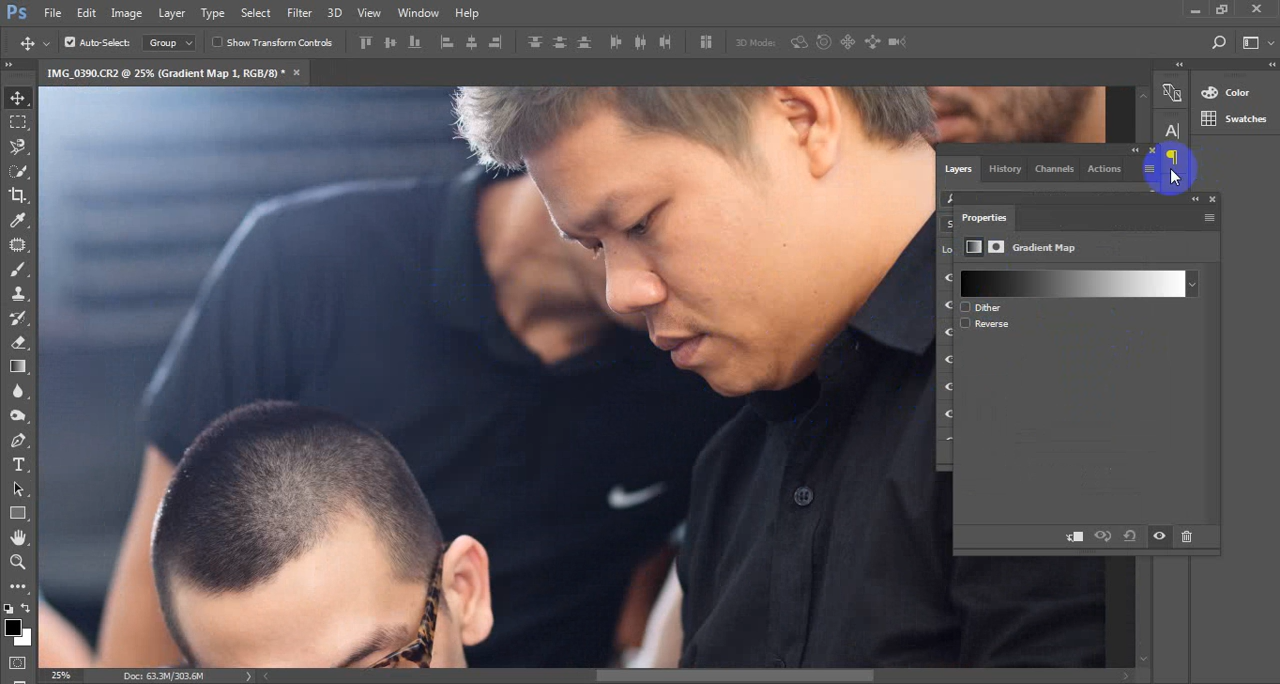 Ps File Edit Image Layer Type Select Filter 3D View Window Help
Auto-Select: Group Show Transform Controls 3D Mode:
IMG_0390.CR2 @ 25% (Gradient Map 1, RGB/8) * ×
Color
Swatches
Layers History Channels Actions
Properties
Gradient Map
Dither
Reverse
25% Doc: 63.3M/303.6M